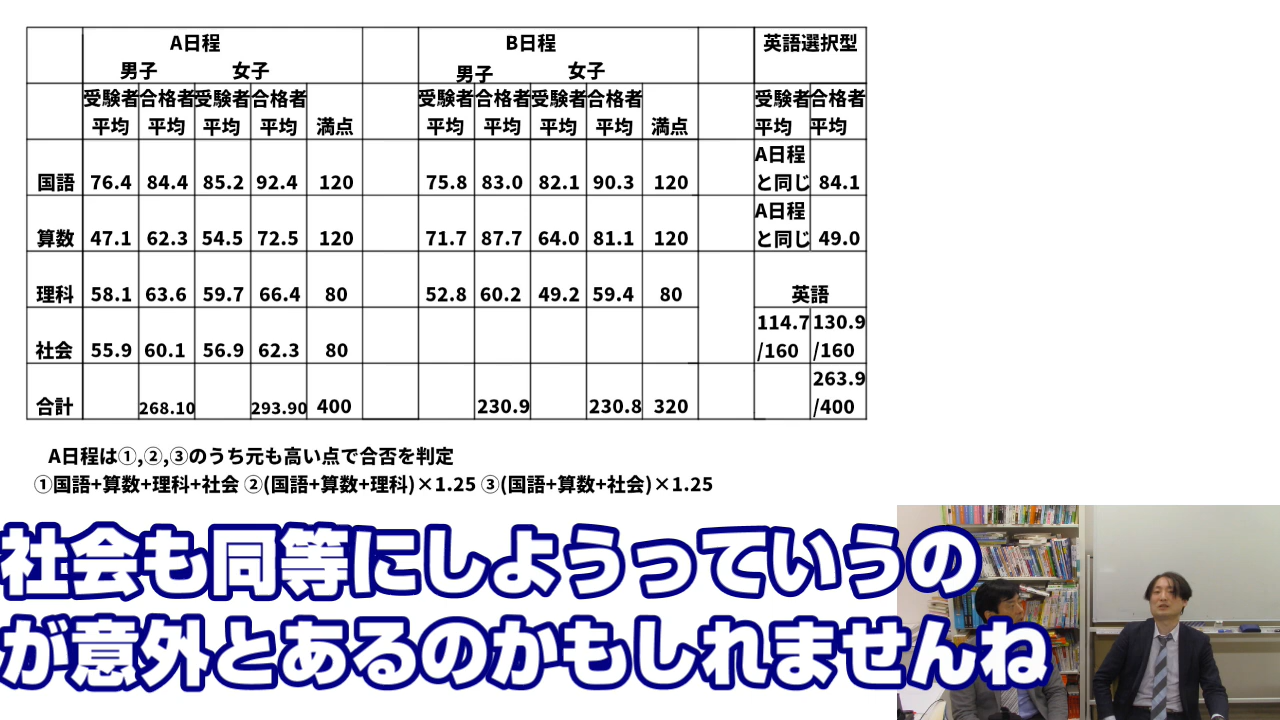 A日程 B日程 英語選択型
男子 女子 男子 女子
受験者 合格者 受験者 合格者 受験者 合格者 受験者 合格者 受験者 合格者
平均 平均 平均 平均 満点 平均 平均 平均 平均 満点 平均 平均
A日程
国語 76.4 84.4 85.2 92.4 120 75.8 83.0 82.1 90.3 120 と同じ 84.1
A日程
算数 47.1 62.3 54.5 72.5 120 71.7 87.7 64.0 81.1 120 と同じ 49.0
理科 58.1 63.6 59.7 66.4 80 52.8 60.2 49.2 59.4 80 英語
114.7 130.9
社会 55.9 60.1 56.9 62.3 80 /160 /160
263.9
合計 268.10 293.90 400 230.9 230.8 320 /400
A日程は①,②,③のうち元も高い点で合否を判定
①国語+算数+理科+社会 ②(国語+算数+理科)×1.25 ③(国語+算数+社会)×1.25
社会も同等にしようっていうの
が意外とあるのかもしれませんね